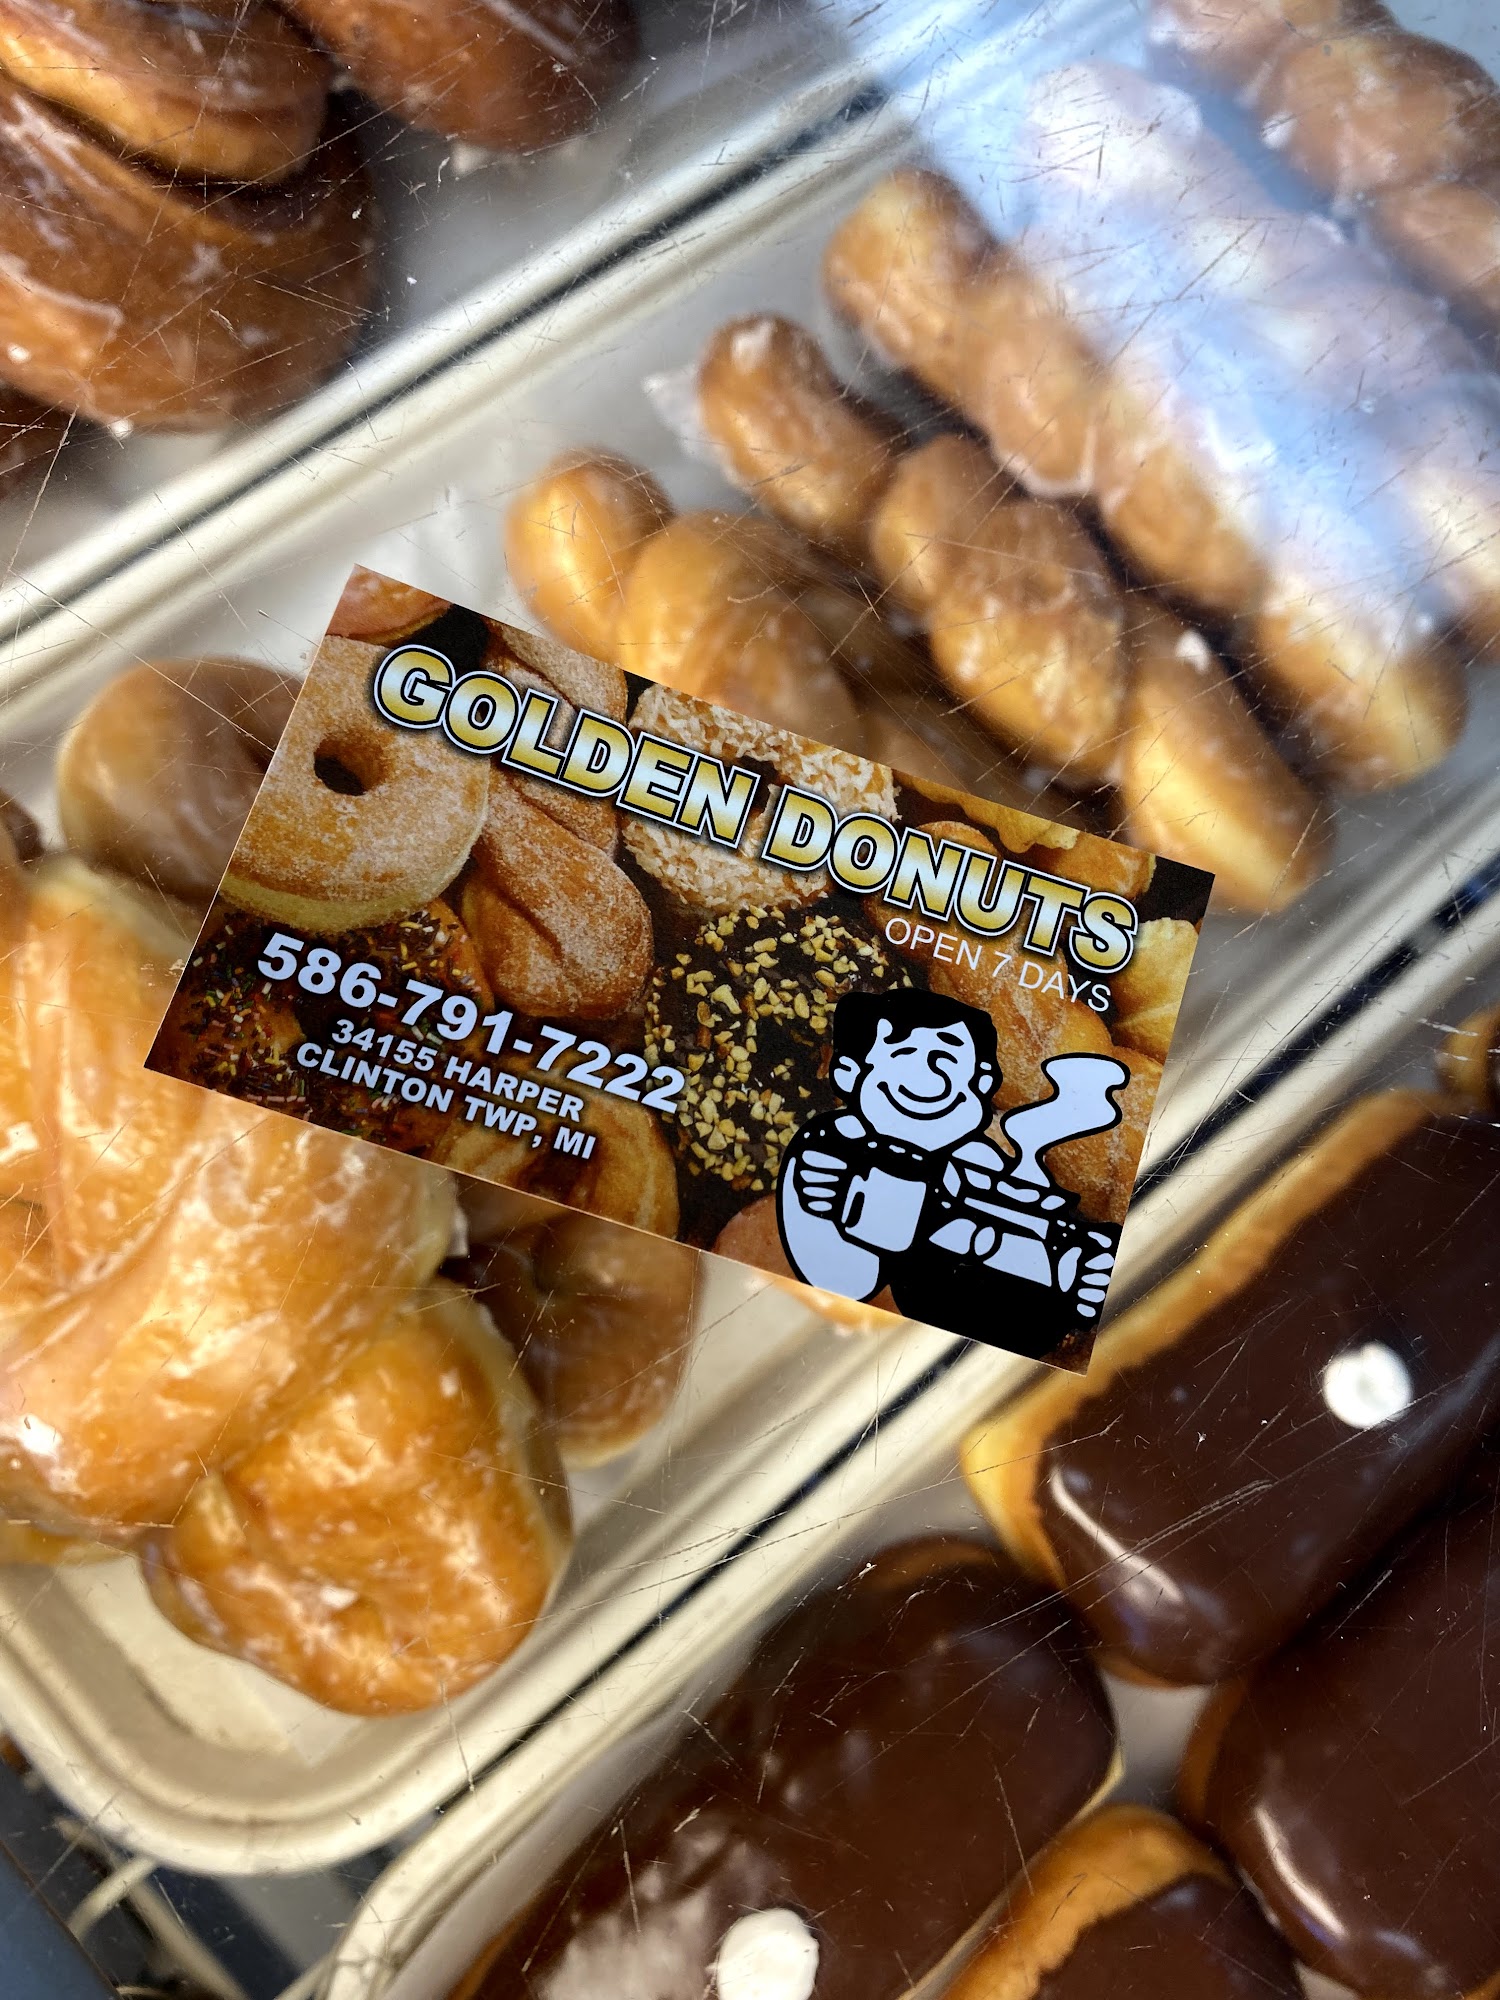 GOLDEN DONUTS
OPEN 7 DAYS
586-791-7222
34155 HARPER
CLINTON TWP, MI